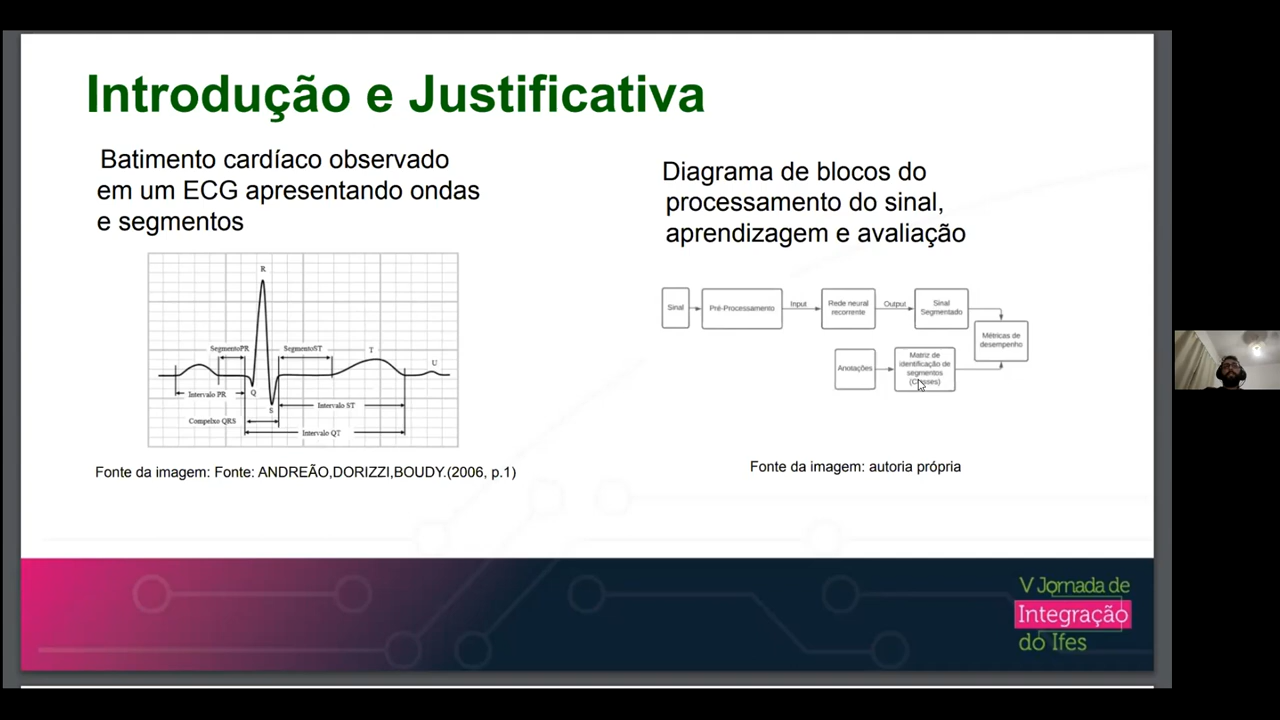 Introdução e Justificativa
Batimento cardíaco observado
em um ECG apresentando ondas
e segmentos
R
SegmentoPR
SegmentoST
T
U
Intervalo PR
Q
S
Intervalo ST
Compelxo QRS
Intervalo QT
Fonte da imagem: Fonte: ANDREÃO,DORIZZI,BOUDY.(2006, p.1)
Diagrama de blocos do
processamento do sinal,
aprendizagem e avaliação
Sinal
Pré-Processamento
Input
Rede neural
recorrente
Output
Sinal
Segmentado
Métricas de
desempenho
Anotações
Matriz de
identificação de
segmentos
(Classes)
Fonte da imagem: autoria própria
V Jornada de
Integração
do Ifes